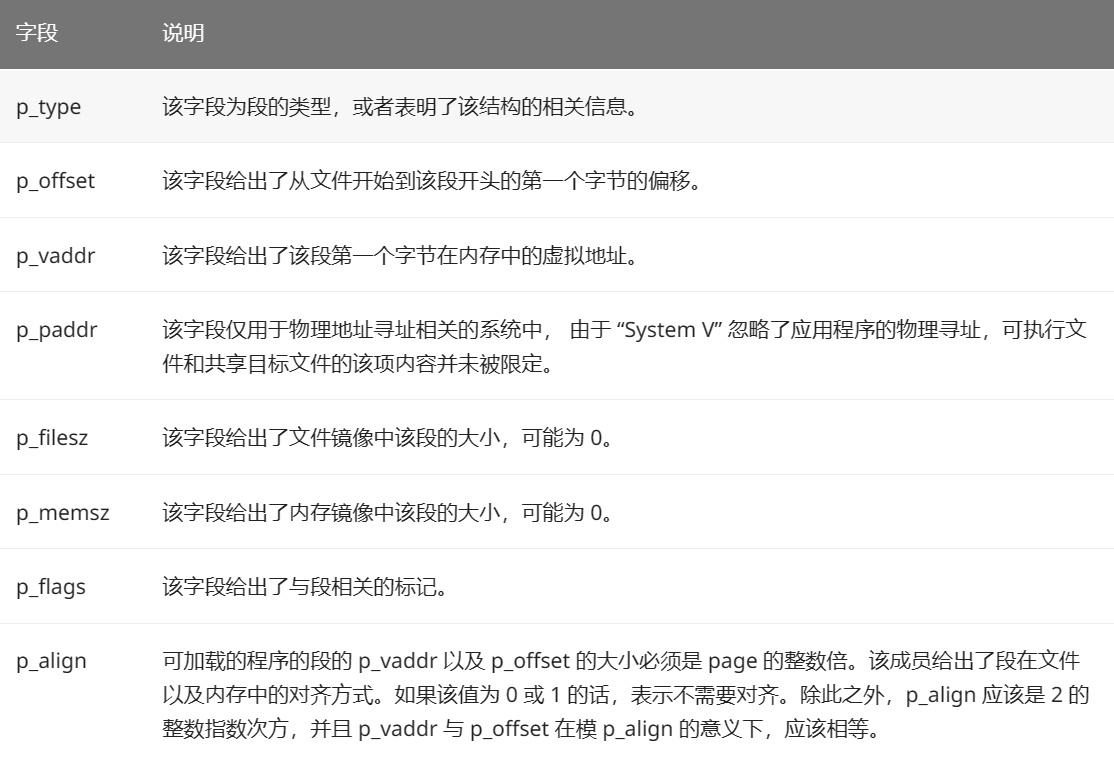 字段 说明
p_type 该字段为段的类型，或者表明了该结构的相关信息。
p_offset 该字段给出了从文件开始到该段开头的第一个字节的偏移。
p_vaddr 该字段给出了该段第一个字节在内存中的虚拟地址。
p_paddr 该字段仅用于物理地址寻址相关的系统中， 由于 “System V” 忽略了应用程序的物理寻址，可执行文
件和共享目标文件的该项内容并未被限定。
p_filesz 该字段给出了文件镜像中该段的大小，可能为 0。
p_memsz 该字段给出了内存镜像中该段的大小，可能为 0。
p_flags 该字段给出了与段相关的标记。
p_align 可加载的程序的段的 p_vaddr 以及 p_offset 的大小必须是 page 的整数倍。该成员给出了段在文件
以及内存中的对齐方式。如果该值为 0 或 1 的话，表示不需要对齐。除此之外，p_align 应该是 2 的
整数指数次方，并且 p_vaddr 与 p_offset 在模 p_align 的意义下，应该相等。